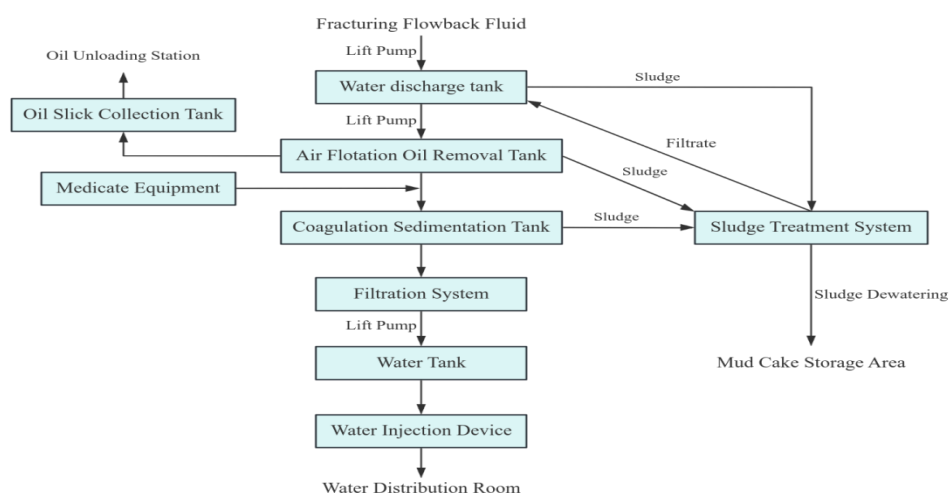 Fracturing Flowback Fluid
Lift Pump
Oil Unloading Station
Sludge
Water discharge tank
Oil Slick Collection Tank
Lift Pump
Filtrate
Air Flotation Oil Removal Tank
Sludge
Medicate Equipment
Coagulation Sedimentation Tank
Sludge
Sludge Treatment System
Filtration System
Sludge Dewatering
Lift Pump
Water Tank
Mud Cake Storage Area
Water Injection Device
Water Distribution Room